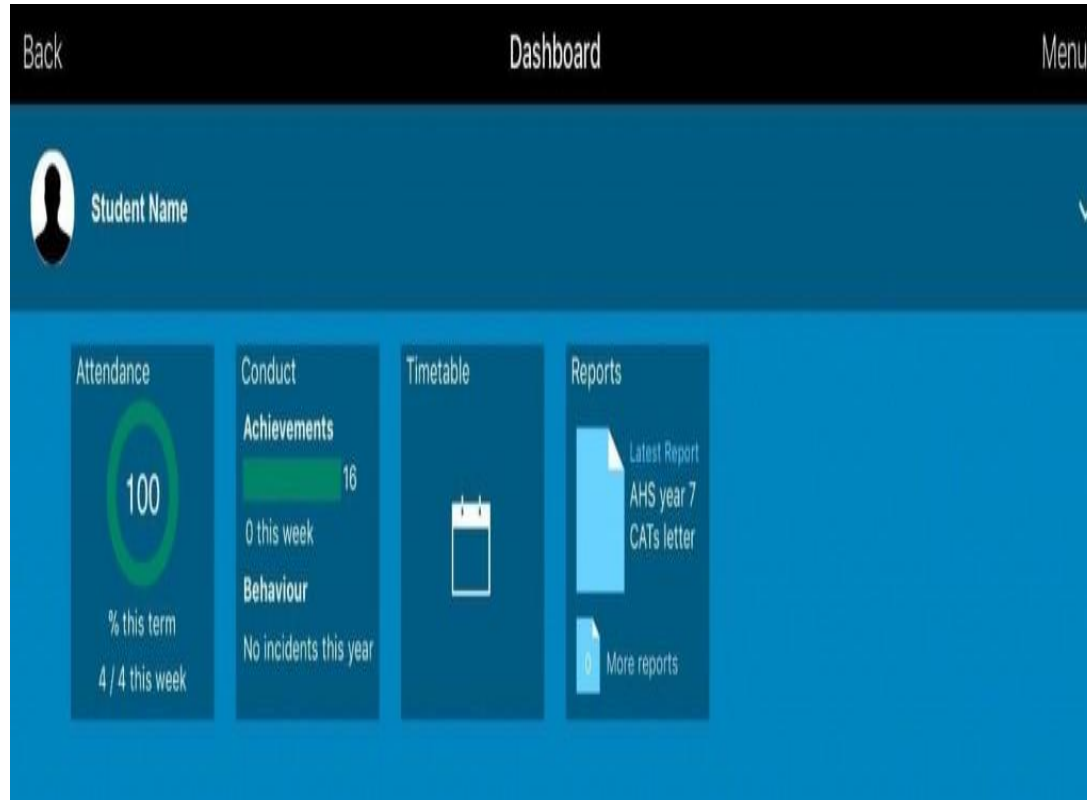 Back
Dashboard
Menu
Student Name
Attendance
100
% this term
4 / 4 this week
Conduct
Achievements
16
0 this week
Behaviour
No incidents this year
Timetable
Reports
Latest Report
AHS year 7
CATs letter
0
More reports